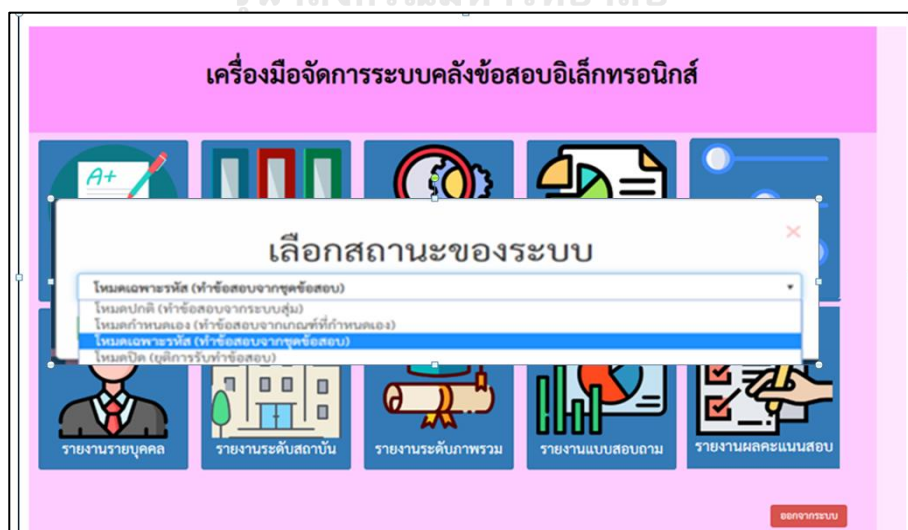 เครื่องมือจัดการระบบคลังข้อสอบอิเล็กทรอนิกส์
A+
เลือกสถานะของระบบ
โหมดเฉพาะรหัส (ทำข้อสอบจากชุดข้อสอบ)
โหมดปกติ (ทำข้อสอบจากระบบสุ่ม)
โหมดกำหนดเอง (ทำข้อสอบจากเกณฑ์ที่กำหนดเอง)
โหมดเฉพาะรหัส (ทำข้อสอบจากชุดข้อสอบ)
โหมดปิด (ยุติการรับทำข้อสอบ)
รายงานรายบุคคล รายงานระดับสถาบัน รายงานระดับภาพรวม รายงานแบบสอบถาม รายงานผลคะแนนสอบ
ออกจากระบบ